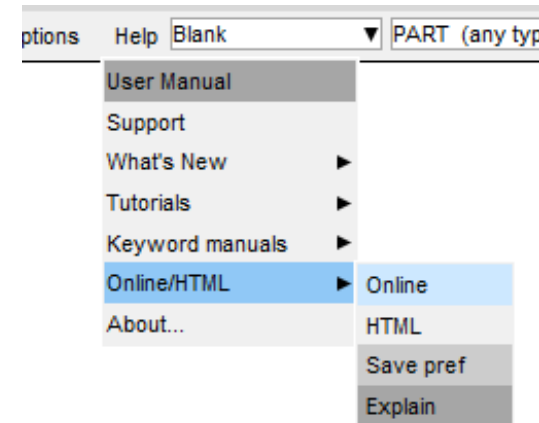 ptions Help Blank ▼ PART (any typ
User Manual
Support
What's New ►
Tutorials ►
Keyword manuals ►
Online/HTML ► Online
About... HTML
Save pref
Explain